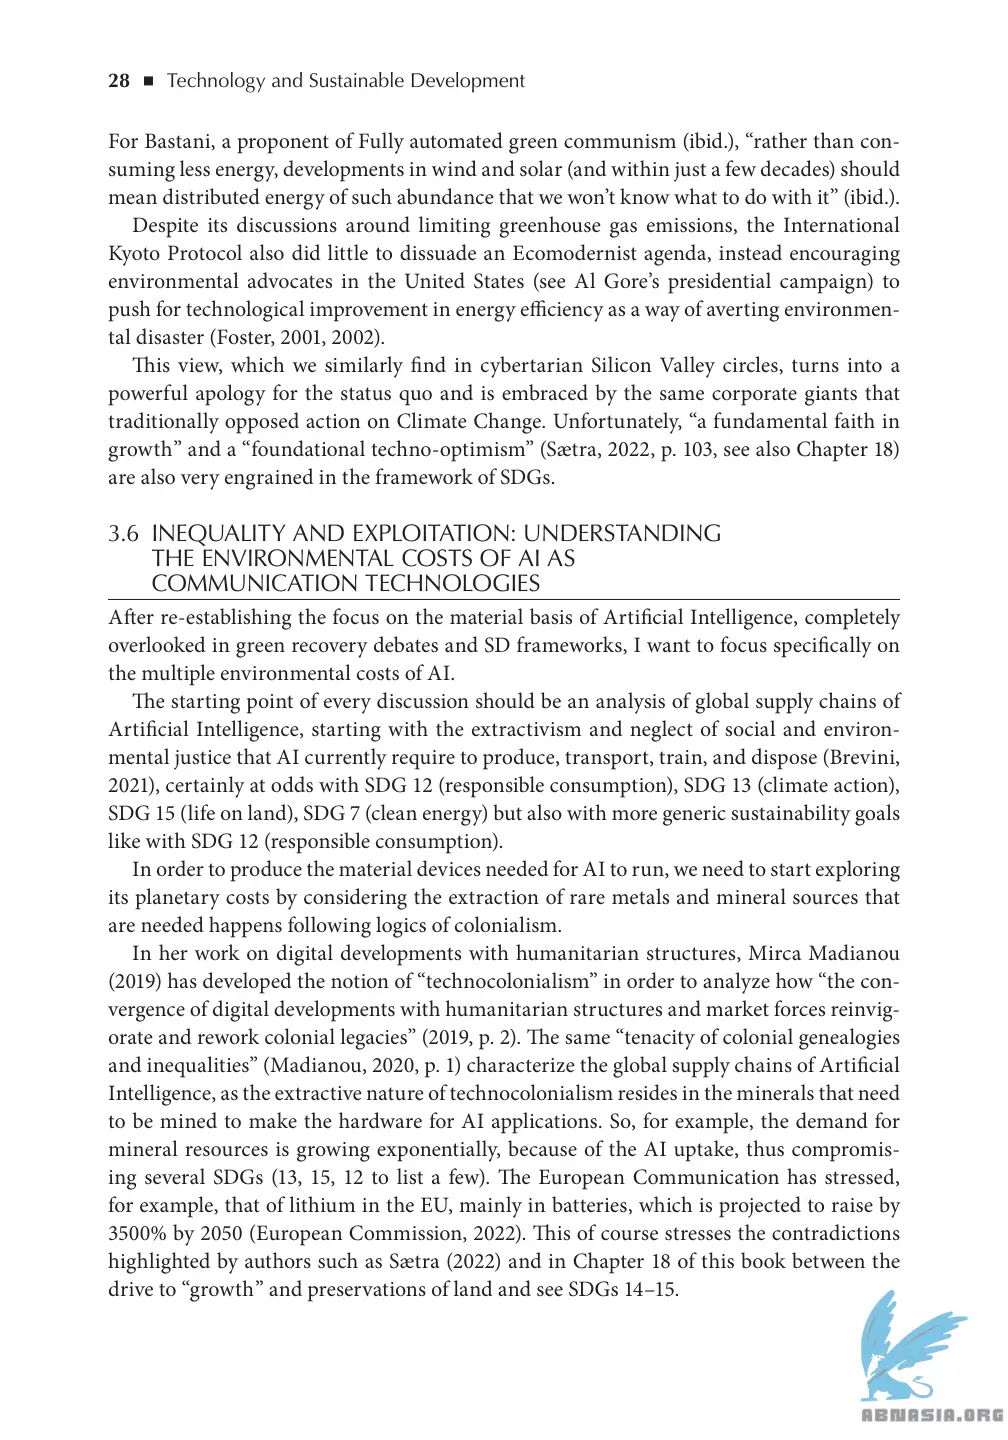 28 ■ Technology and Sustainable Development
For Bastani, a proponent of Fully automated green communism (ibid.), “rather than con-
suming less energy, developments in wind and solar (and within just a few decades) should
mean distributed energy of such abundance that we won’t know what to do with it” (ibid.).
Despite its discussions around limiting greenhouse gas emissions, the International
Kyoto Protocol also did little to dissuade an Ecomodernist agenda, instead encouraging
environmental advocates in the United States (see Al Gore’s presidential campaign) to
push for technological improvement in energy efficiency as a way of averting environmen-
tal disaster (Foster, 2001, 2002).
This view, which we similarly find in cybertarian Silicon Valley circles, turns into a
powerful apology for the status quo and is embraced by the same corporate giants that
traditionally opposed action on Climate Change. Unfortunately, “a fundamental faith in
growth” and a “foundational techno-optimism” (Sætra, 2022, p. 103, see also Chapter 18)
are also very engrained in the framework of SDGs.
3.6 INEQUALITY AND EXPLOITATION: UNDERSTANDING
THE ENVIRONMENTAL COSTS OF AI AS
COMMUNICATION TECHNOLOGIES
After re-establishing the focus on the material basis of Artificial Intelligence, completely
overlooked in green recovery debates and SD frameworks, I want to focus specifically on
the multiple environmental costs of AI.
The starting point of every discussion should be an analysis of global supply chains of
Artificial Intelligence, starting with the extractivism and neglect of social and environ-
mental justice that AI currently require to produce, transport, train, and dispose (Brevini,
2021), certainly at odds with SDG 12 (responsible consumption), SDG 13 (climate action),
SDG 15 (life on land), SDG 7 (clean energy) but also with more generic sustainability goals
like with SDG 12 (responsible consumption).
In order to produce the material devices needed for AI to run, we need to start exploring
its planetary costs by considering the extraction of rare metals and mineral sources that
are needed happens following logics of colonialism.
In her work on digital developments with humanitarian structures, Mirca Madianou
(2019) has developed the notion of “technocolonialism” in order to analyze how “the con-
vergence of digital developments with humanitarian structures and market forces reinvig-
orate and rework colonial legacies” (2019, p. 2). The same “tenacity of colonial genealogies
and inequalities” (Madianou, 2020, p. 1) characterize the global supply chains of Artificial
Intelligence, as the extractive nature of technocolonialism resides in the minerals that need
to be mined to make the hardware for AI applications. So, for example, the demand for
mineral resources is growing exponentially, because of the AI uptake, thus compromis-
ing several SDGs (13, 15, 12 to list a few). The European Communication has stressed,
for example, that of lithium in the EU, mainly in batteries, which is projected to raise by
3500% by 2050 (European Commission, 2022). This of course stresses the contradictions
highlighted by authors such as Sætra (2022) and in Chapter 18 of this book between the
drive to “growth” and preservations of land and see SDGs 14–15.
ABNASIA.ORG